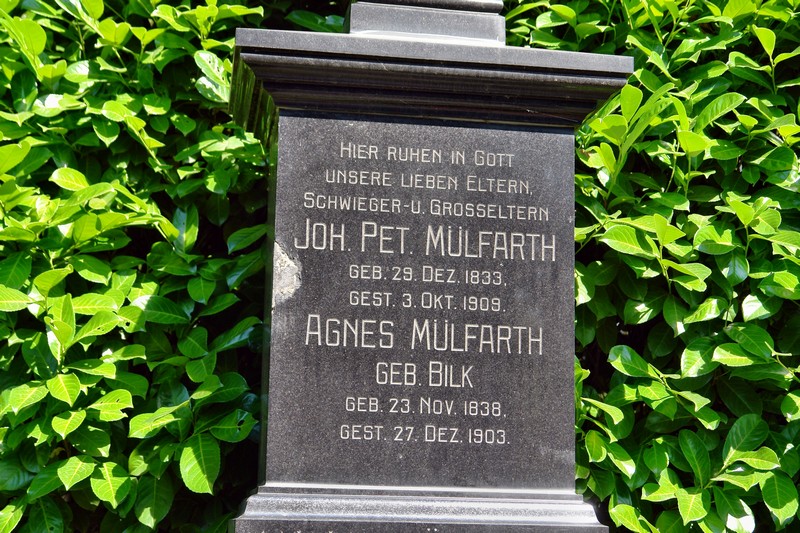 HIER RUHEN IN GOTT
UNSERE LIEBEN ELTERN,
SCHWIEGER-U. GROSSELTERN
JOH. PET. MÜLFARTH
GEB. 29. DEZ. 1833,
GEST. 3. OKT. 1909.
AGNES MÜLFARTH
GEB. BILK
GEB. 23. NOV. 1838,
GEST. 27. DEZ. 1903.